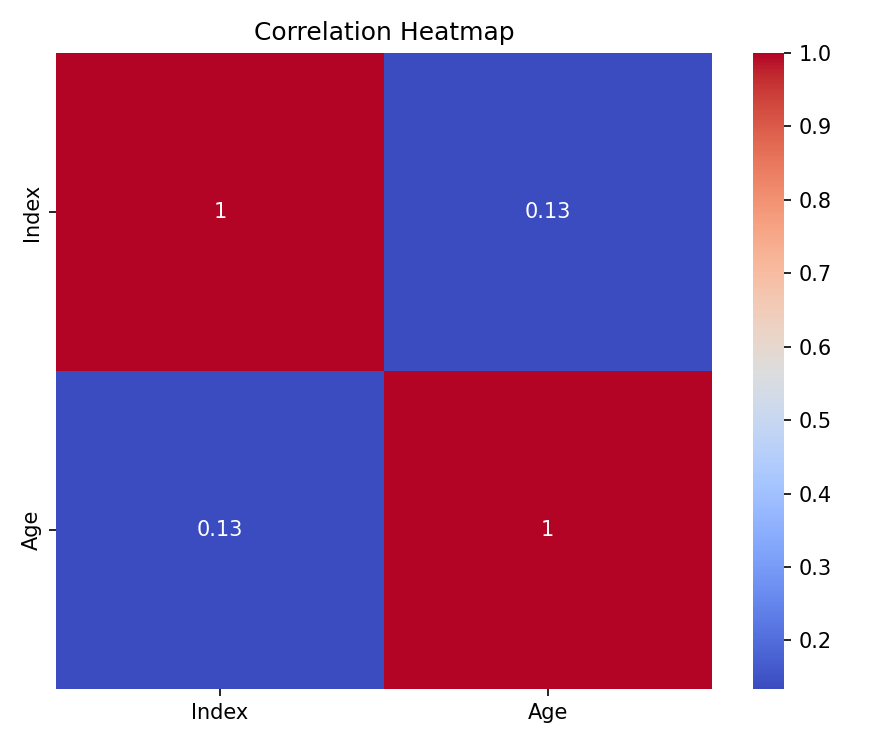 Correlation Heatmap
1.0
0.9
0.8
0.7
0.6
0.5
0.4
0.3
0.2
Index
1
0.13
Age
0.13
1
Index
Age